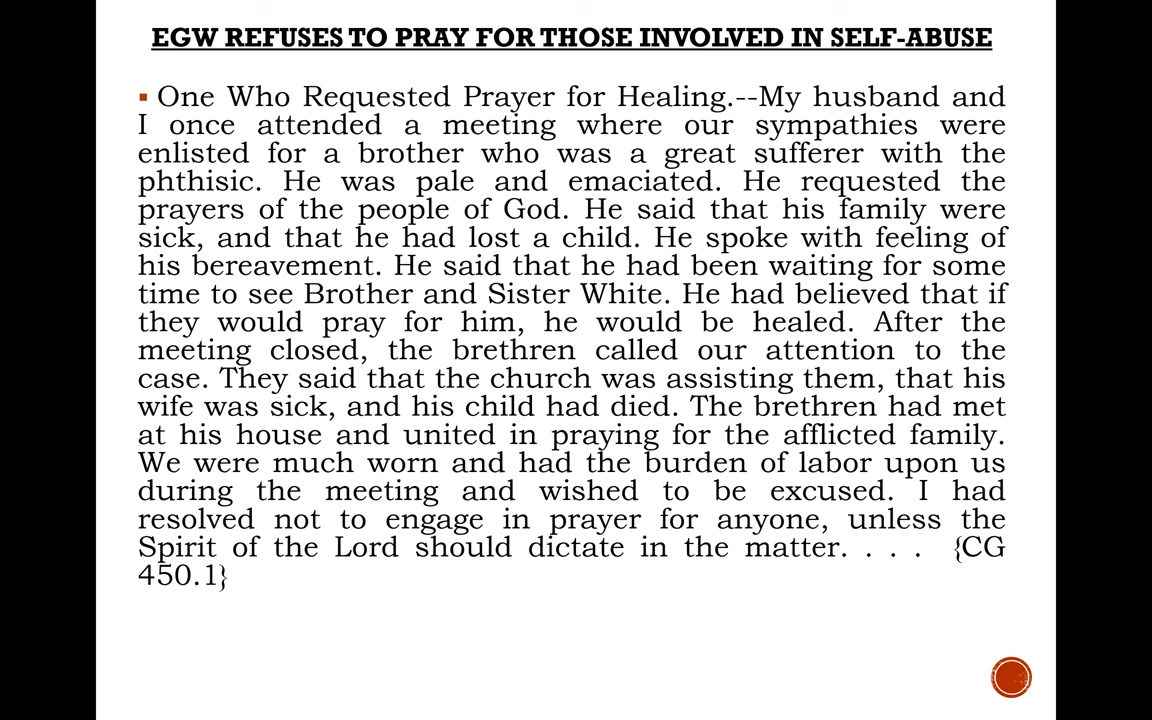 EGW REFUSES TO PRAY FOR THOSE INVOLVED IN SELF-ABUSE
▪ One Who Requested Prayer for Healing.--My husband and
I once attended a meeting where our sympathies were
enlisted for a brother who was a great sufferer with the
phthisic. He was pale and emaciated. He requested the
prayers of the people of God. He said that his family were
sick, and that he had lost a child. He spoke with feeling of
his bereavement. He said that he had been waiting for some
time to see Brother and Sister White. He had believed that if
they would pray for him, he would be healed. After the
meeting closed, the brethren called our attention to the
case. They said that the church was assisting them, that his
wife was sick, and his child had died. The brethren had met
at his house and united in praying for the afflicted family.
We were much worn and had the burden of labor upon us
during the meeting and wished to be excused. I had
resolved not to engage in prayer for anyone, unless the
Spirit of the Lord should dictate in the matter. . . . {CG
450.1}